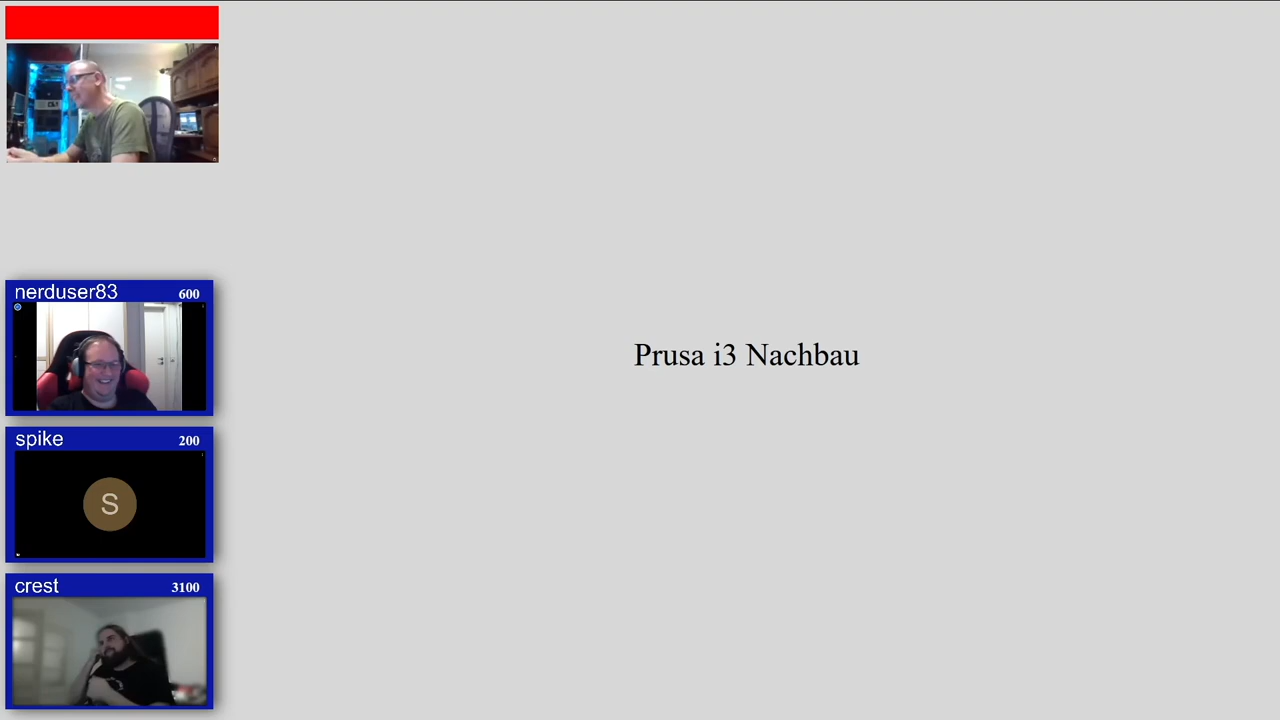 nerduser83 600
spike 200
S
crest 3100
Prusa i3 Nachbau